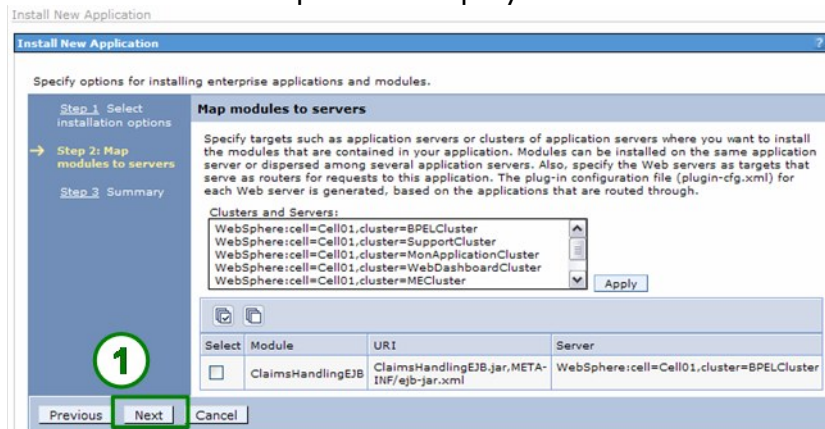 Install New Application
Install New Application
?
Specify options for installing enterprise applications and modules.
Step 1 Select
installation options
Step 2: Map
modules to servers
Step 3 Summary
Map modules to servers
Specify targets such as application servers or clusters of application servers where you want to install
the modules that are contained in your application. Modules can be installed on the same application
server or dispersed among several application servers. Also, specify the Web servers as targets that
serve as routers for requests to this application. The plug-in configuration file (plugin-cfg.xml) for
each Web server is generated, based on the applications that are routed through.
Clusters and Servers:
WebSphere:cell=Cell01,cluster=BPELCluster
WebSphere:cell=Cell01,cluster=SupportCluster
WebSphere:cell=Cell01,cluster=MonApplicationCluster
WebSphere:cell=Cell01,cluster=WebDashboardCluster
WebSphere:cell=Cell01,cluster=MECluster
Apply
Select Module URI Server
ClaimsHandlingEJB ClaimsHandlingEJB.jar,META-
INF/ejb-jar.xml WebSphere:cell=Cell01,cluster=BPELCluster
1
Previous Next Cancel